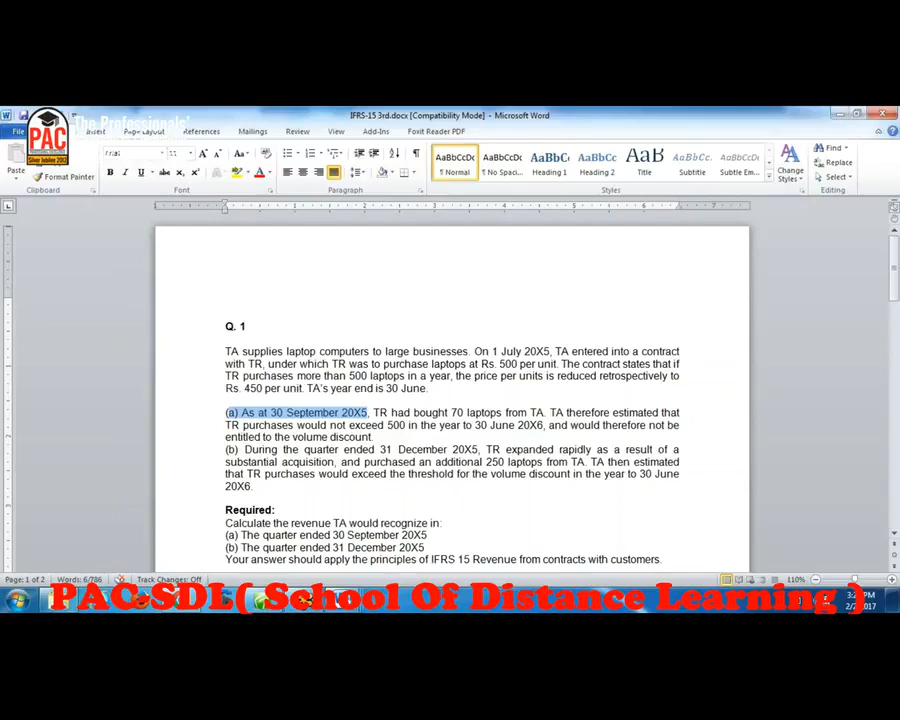 IFRS-15 3rd.docx [Compatibility Mode] - Microsoft Word
The Professionals'
PAC
Silver Jubilee 2012
File Insert Page Layout References Mailings Review View Add-Ins Foxit Reader PDF
Paste Format Painter
Arial 11
AaBbCcDc AaBbCcDc AaBbC AaBbCc AaB AaBbCc. AaBbCcDc
¶ Normal ¶ No Spaci... Heading 1 Heading 2 Title Subtitle Subtle Em...
Change Styles
Find
Replace
Select
Clipboard Font Paragraph Styles Editing
Q. 1
TA supplies laptop computers to large businesses. On 1 July 20X5, TA entered into a contract
with TR, under which TR was to purchase laptops at Rs. 500 per unit. The contract states that if
TR purchases more than 500 laptops in a year, the price per units is reduced retrospectively to
Rs. 450 per unit. TA's year end is 30 June.
(a) As at 30 September 20X5, TR had bought 70 laptops from TA. TA therefore estimated that
TR purchases would not exceed 500 in the year to 30 June 20X6, and would therefore not be
entitled to the volume discount.
(b) During the quarter ended 31 December 20X5, TR expanded rapidly as a result of a
substantial acquisition, and purchased an additional 250 laptops from TA. TA then estimated
that TR purchases would exceed the threshold for the volume discount in the year to 30 June
20X6.
Required:
Calculate the revenue TA would recognize in:
(a) The quarter ended 30 September 20X5
(b) The quarter ended 31 December 20X5
Your answer should apply the principles of IFRS 15 Revenue from contracts with customers.
Page: 1 of 2 Words: 6/786 Track Changes: Off 110%
PAC-SDL( School Of Distance Learning )